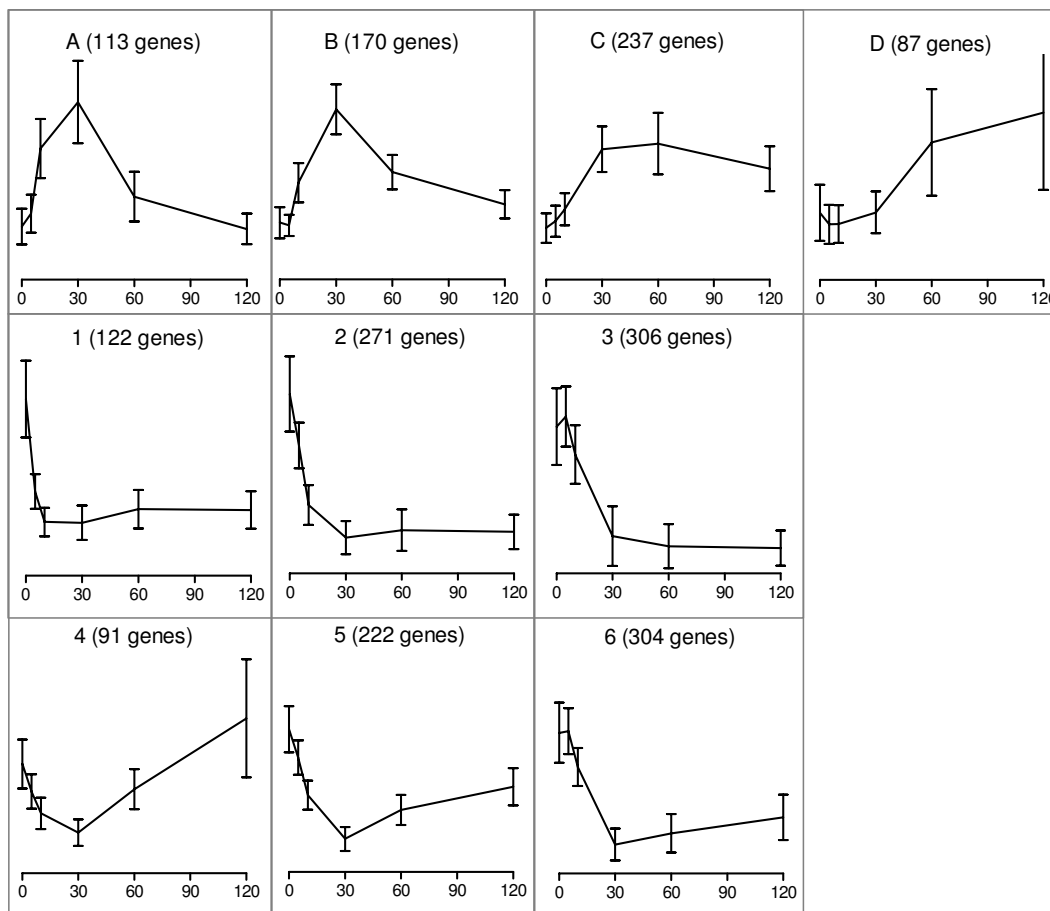 A (113 genes) B (170 genes) C (237 genes) D (87 genes)
0 30 60 90 120 0 30 60 90 120 0 30 60 90 120 0 30 60 90 120
1 (122 genes) 2 (271 genes) 3 (306 genes)
0 30 60 90 120 0 30 60 90 120 0 30 60 90 120
4 (91 genes) 5 (222 genes) 6 (304 genes)
0 30 60 90 120 0 30 60 90 120 0 30 60 90 120